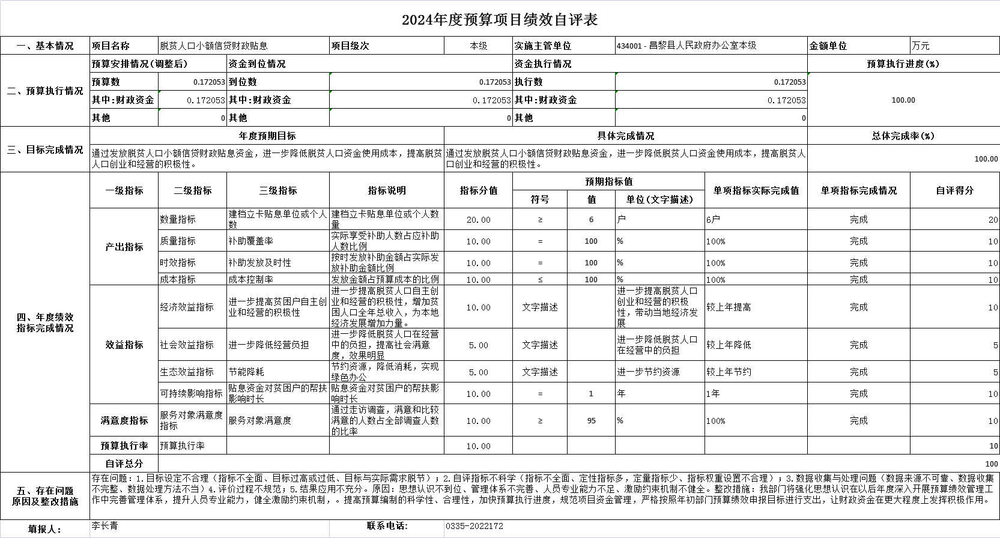 2024年度预算项目绩效自评表
一、基本情况 项目名称 脱贫人口小额信贷财政贴息 项目级次 本级 实施主管单位 434001 - 昌黎县人民政府办公室本级 金额单位 万元
二、预算执行情况
预算安排情况(调整后) 资金到位情况 资金执行情况 预算执行进度(%)
预算数 0.172053 到位数 0.172053 执行数 0.172053
100.00
其中:财政资金 0.172053 其中:财政资金 0.172053 其中:财政资金 0.172053
其他 0 其他 0 其他 0
三、目标完成情况
年度预期目标 具体完成情况 总体完成率(%)
通过发放脱贫人口小额信贷财政贴息资金，进一步降低脱贫人口资金使用成本，提高脱贫
人口创业和经营的积极性。
通过发放脱贫人口小额信贷财政贴息资金，进一步降低脱贫人口资金使用成本，提高脱贫人
口创业和经营的积极性。
100.00
四、年度绩效
指标完成情况
一级指标 二级指标 三级指标 指标说明 指标分值 预期指标值 单项指标实际完成值 单项指标完成情况 自评得分
符号 值 单位(文字描述)
产出指标
数量指标
建档立卡贴息单位或个人
数
建档立卡贴息单位或个人数
量
20.00 ≥ 6 户 6户 完成 20
质量指标 补助覆盖率
实际享受补助人数占应补助
人数比例
10.00 = 100 % 100% 完成 10
时效指标 补助发放及时性
按时发放补助金额占实际发
放补助金额比例
10.00 = 100 % 100% 完成 10
成本指标 成本控制率 发放金额占预算成本的比例 10.00 ≤ 100 % 100% 完成 10
效益指标
经济效益指标
进一步提高贫困户自主创
业和经营的积极性
进一步提高脱贫人口自主创
业和经营的积极性，增加贫
困人口全年总收入，为本地
经济发展增加力量。
10.00 文字描述
进一步提高脱贫人口
创业和经营的积极
性，带动当地经济发
展
较上年提高 完成 10
社会效益指标 进一步降低经营负担
进一步降低脱贫人口在经营
中的负担，提高社会满意
度，效果明显
5.00 文字描述
进一步降低脱贫人口
在经营中的负担
较上年降低 完成 5
生态效益指标 节能降耗
节约资源，降低消耗，实现
绿色办公
5.00 文字描述 进一步节约资源 较上年节约 完成 5
可持续影响指标
贴息资金对贫困户的帮扶
影响时长
贴息资金对贫困户的帮扶影
响时长
10.00 = 1 年 1年 完成 10
满意度指标
服务对象满意度
指标
服务对象满意度
通过走访调查，满意和比较
满意的人数占全部调查人数
的比率
10.00 ≥ 95 % 100% 完成 10
预算执行率 预算执行率 10.00 10
自评总分 100
五、存在问题
原因及整改措施
存在问题：1.目标设定不合理（指标不全面、目标过高或过低、目标与实际需求脱节）；2.自评指标不科学（指标不全面、定性指标多，定量指标少、指标权重设置不合理）；3.数据收集与处理问题（数据来源不可靠、数据收集
不完整、数据处理方法不当）4.评价过程不规范；5.结果应用不充分。原因：思想认识不到位、管理体系不完善、人员专业能力不足、激励约束机制不健全。整改措施：我部门将强化思想认识在以后年度深入开展预算绩效管理工
作中完善管理体系，提升人员专业能力，健全激励约束机制，。提高预算编制的科学性、合理性，加快预算执行进度，规范项目资金管理，严格按照年初部门预算绩效申报目标进行支出，让财政资金在更大程度上发挥积极作用。
填报人： 李长青 联系电话: 0335-2022172